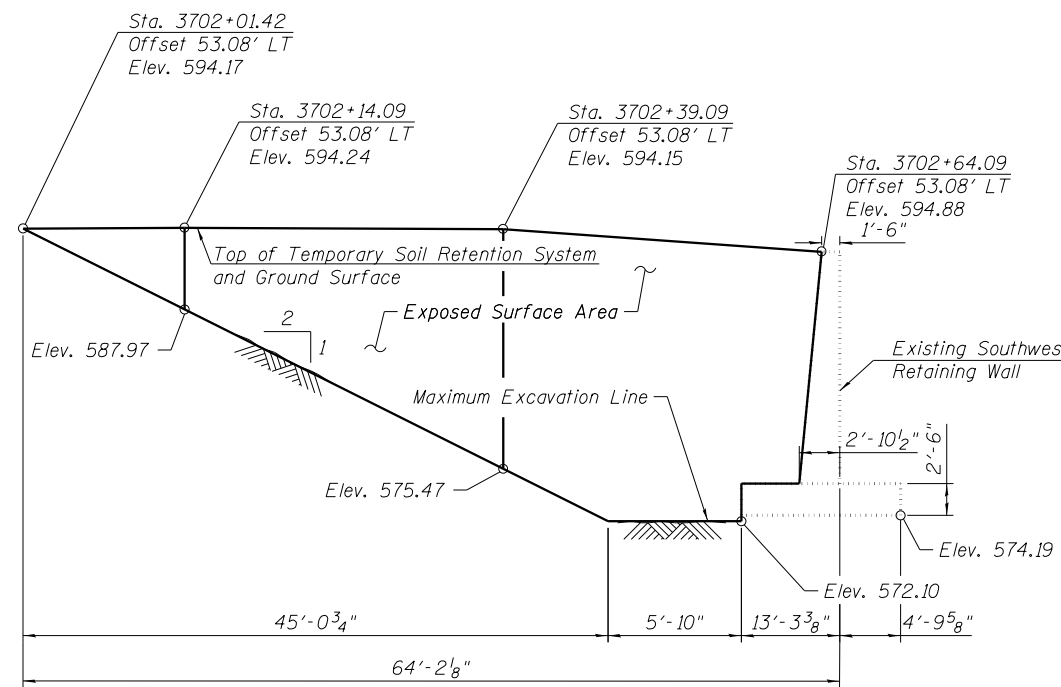 Sta. 3702+01.42
Offset 53.08' LT
Elev. 594.17
Sta. 3702+14.09
Offset 53.08' LT
Elev. 594.24
Sta. 3702+39.09
Offset 53.08' LT
Elev. 594.15
Sta. 3702+64.09
Offset 53.08' LT
Elev. 594.88
1'-6"
Top of Temporary Soil Retention System
and Ground Surface
Exposed Surface Area
2
1
Elev. 587.97
Existing Southwes
Retaining Wall
Maximum Excavation Line
2'-10½"
2'-6"
Elev. 575.47
Elev. 574.19
Elev. 572.10
45'-0¾"
5'-10"
13'-3⅜"
4'-9⅝"
64'-2⅛"